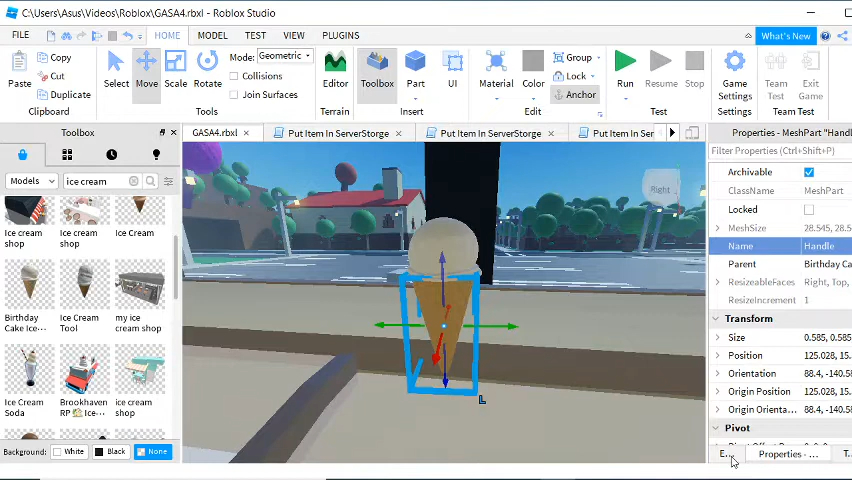 C:\Users\Asus\Videos\Roblox\GASA4.rbxl - Roblox Studio
FILE HOME MODEL AVATAR TEST VIEW PLUGINS What's New
Paste Copy Cut Duplicate Select Move Scale Rotate Mode: Geometric Collisions Join Surfaces Editor Toolbox Part UI Material Color Group Lock Anchor Run Resume Stop Game Settings Team Test Exit Game
Clipboard Tools Terrain Insert Edit Test Settings Team Test
Toolbox GASA4.rbxl Put Item In ServerStorge Put Item In ServerStorge Put Item In Ser Properties - MeshPart "Handle
Filter Properties (Ctrl+Shift+P)
Models ice cream
Right
Ice cream shop
ice cream shop
Ice Cream
Birthday Cake Ice···
Ice Cream Tool
my ice cream shop
Ice Cream Soda
Brookhaven RP Ice···
ice cream shop
Background: White Black None
Archivable
ClassName MeshPart
Locked
MeshSize 28.545, 28.5
Name Handle
Parent Birthday Ca
ResizeableFaces Right, Top,
ResizeIncrement 1
Transform
Size 0.585, 0.585
Position 125.028, 15
Orientation 88.4, -140.5
Origin Position 125.028, 15
Origin Orienta... 88.4, -140.5
Pivot
E... Properties - ... T...